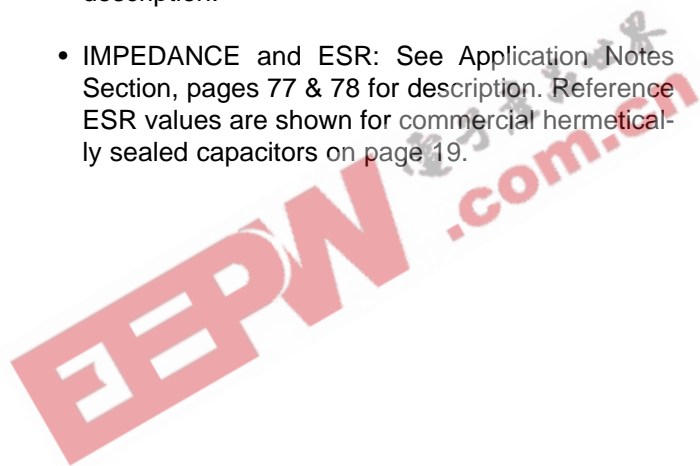 description.
• IMPEDANCE and ESR: See Application Notes
Section, pages 77 & 78 for description. Reference
ESR values are shown for commercial hermetical-
ly sealed capacitors on page 19.
EEPW
.com.cn